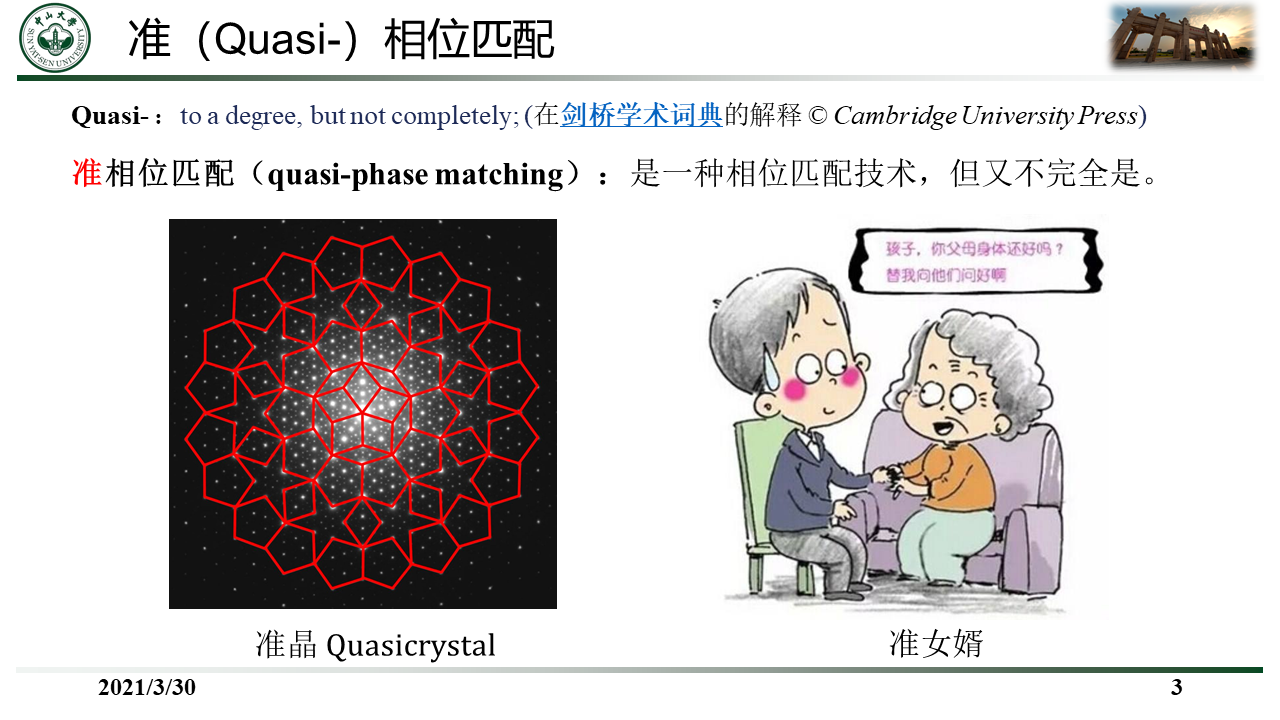 中山大学
SUN YAT-SEN UNIVERSITY
准（Quasi-）相位匹配
Quasi-：to a degree, but not completely; (在剑桥学术词典的解释 © Cambridge University Press)
准相位匹配（quasi-phase matching）：是一种相位匹配技术，但又不完全是。
孩子，你父母身体还好吗？
替我向他们问好啊
准晶 Quasicrystal
准女婿
2021/3/30
3